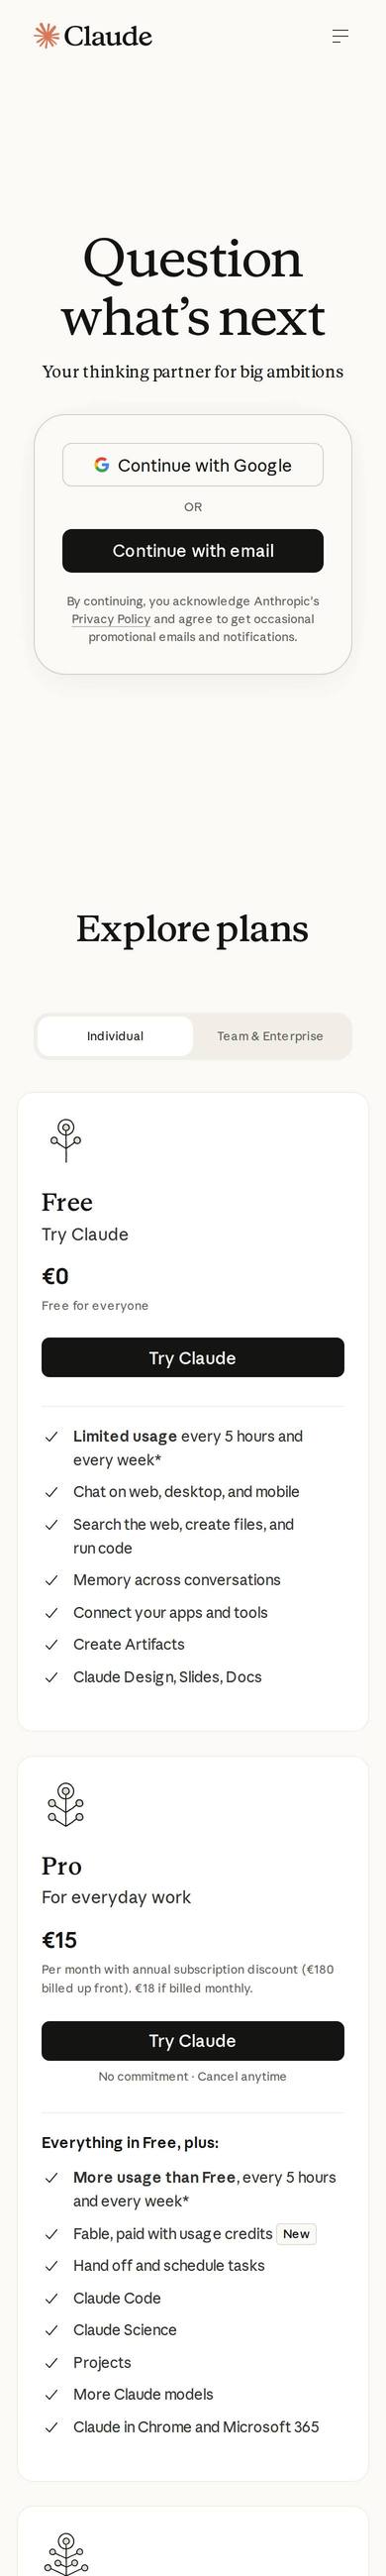 Claude
Question
what's next
Your thinking partner for big ambitions
Continue with Google
OR
Continue with email
By continuing, you acknowledge Anthropic's
Privacy Policy and agree to get occasional
promotional emails and notifications.
Explore plans
Individual
Team & Enterprise
Free
Try Claude
€0
Free for everyone
Try Claude
Limited usage every 5 hours and
every week*
Chat on web, desktop, and mobile
Search the web, create files, and
run code
Memory across conversations
Connect your apps and tools
Create Artifacts
Claude Design, Slides, Docs
Pro
For everyday work
€15
Per month with annual subscription discount (€180
billed up front). €18 if billed monthly.
Try Claude
No commitment · Cancel anytime
Everything in Free, plus:
More usage than Free, every 5 hours
and every week*
Fable, paid with usage credits New
Hand off and schedule tasks
Claude Code
Claude Science
Projects
More Claude models
Claude in Chrome and Microsoft 365